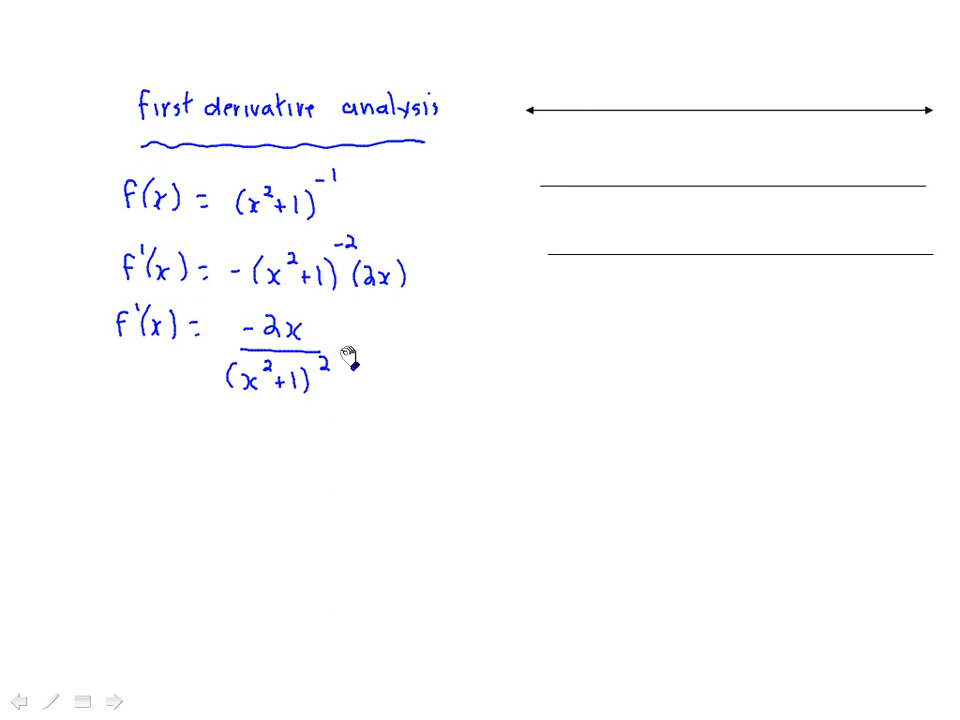 first derivative analysis
f(x) = (x²+1)⁻¹
f'(x) = -(x²+1)⁻²(2x)
f'(x) = -2x / (x²+1)²